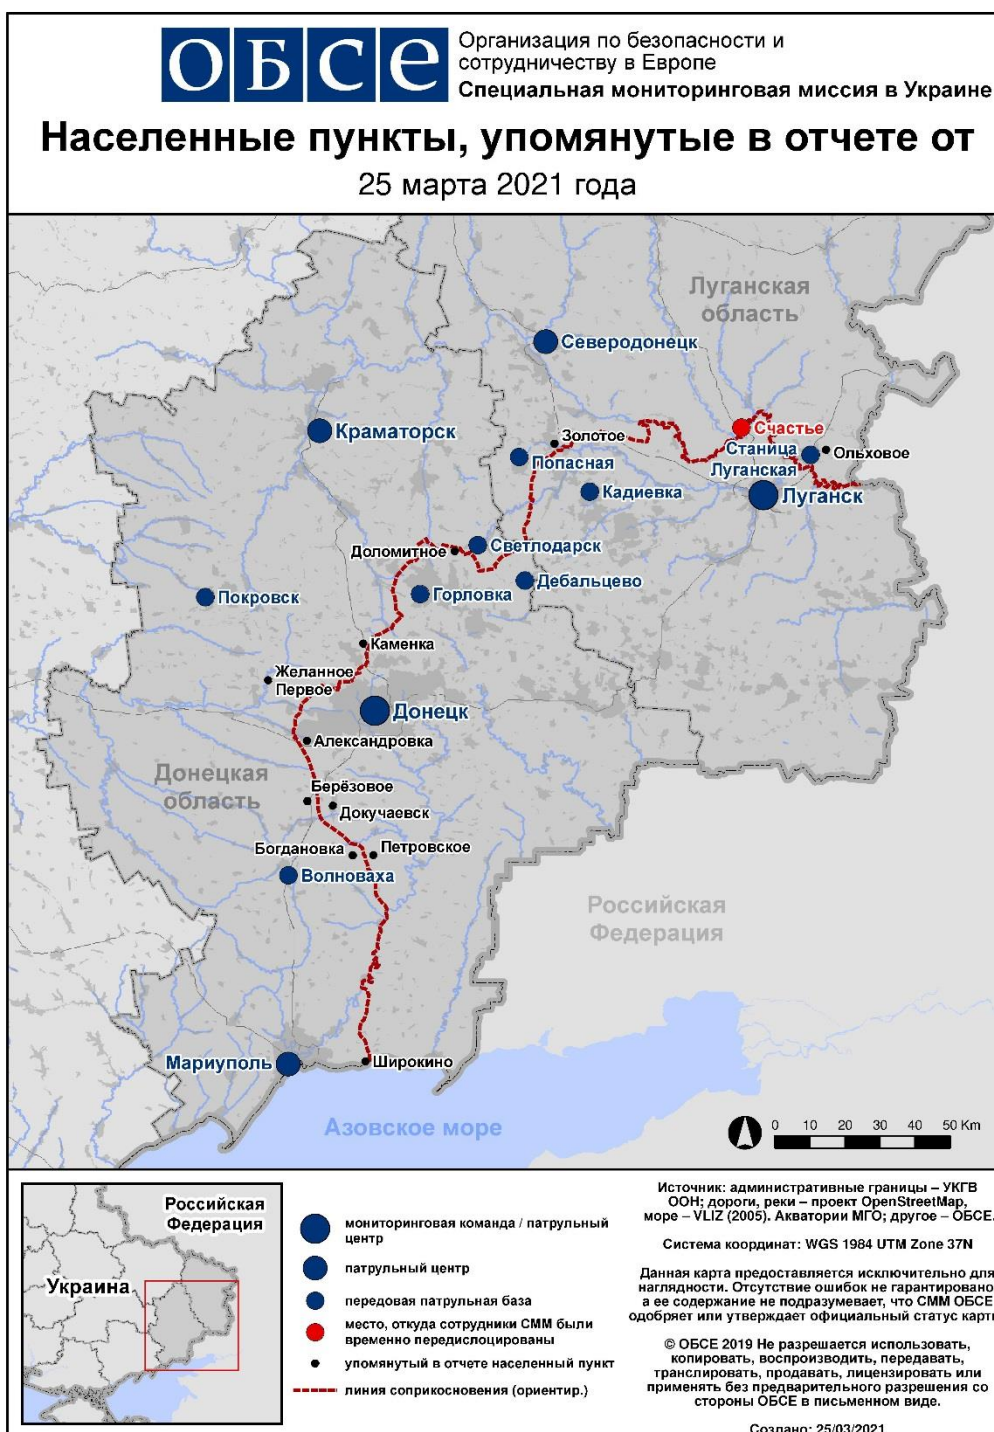 ОБСЕ
Организация по безопасности и
сотрудничеству в Европе
Специальная мониторинговая миссия в Украине
Населенные пункты, упомянутые в отчете от
25 марта 2021 года
Луганская
область
Северодонецк
Счастье
Краматорск
Золотое
Станица
Луганская
Ольховое
Попасная
Кадиевка
Луганск
Доломитное
Светлодарск
Дебальцево
Покровск
Горловка
Каменка
Желанное
Первое
Донецк
Александровка
Донецкая
область
Берёзовое
Докучаевск
Богдановка
Петровское
Волноваха
Российская
Федерация
Мариуполь
Широкино
Азовское море
0 10 20 30 40 50 Km
Российская
Федерация
Украина
мониторинговая команда / патрульный
центр
патрульный центр
передовая патрульная база
место, откуда сотрудники СММ были
временно передислоцированы
упомянутый в отчете населенный пункт
линия соприкосновения (ориентир.)
Источник: административные границы – УКГВ
ООН; дороги, реки – проект OpenStreetMap,
море – VLIZ (2005). Акватории МГО; другое – ОБСЕ.
Система координат: WGS 1984 UTM Zone 37N
Данная карта предоставляется исключительно для
наглядности. Отсутствие ошибок не гарантировано
а ее содержание не подразумевает, что СММ ОБСЕ
одобряет или утверждает официальный статус карт
© ОБСЕ 2019 Не разрешается использовать,
копировать, воспроизводить, передавать,
транслировать, продавать, лицензировать или
применять без предварительного разрешения со
стороны ОБСЕ в письменном виде.
Создано: 25/03/2021